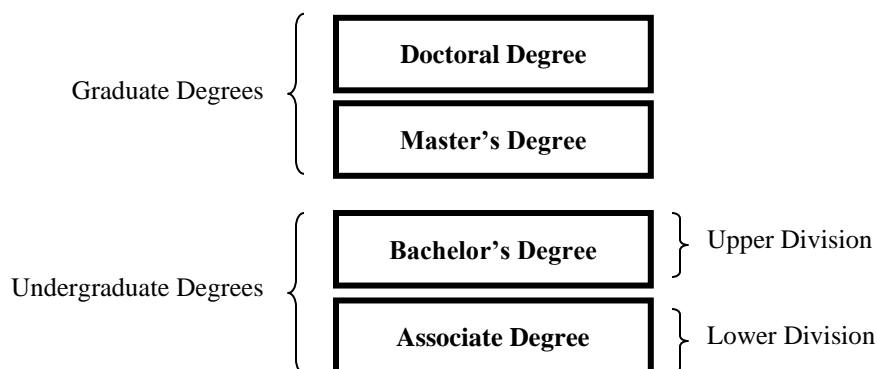 Doctoral Degree
Graduate Degrees
Master’s Degree
Bachelor’s Degree
Upper Division
Undergraduate Degrees
Associate Degree
Lower Division